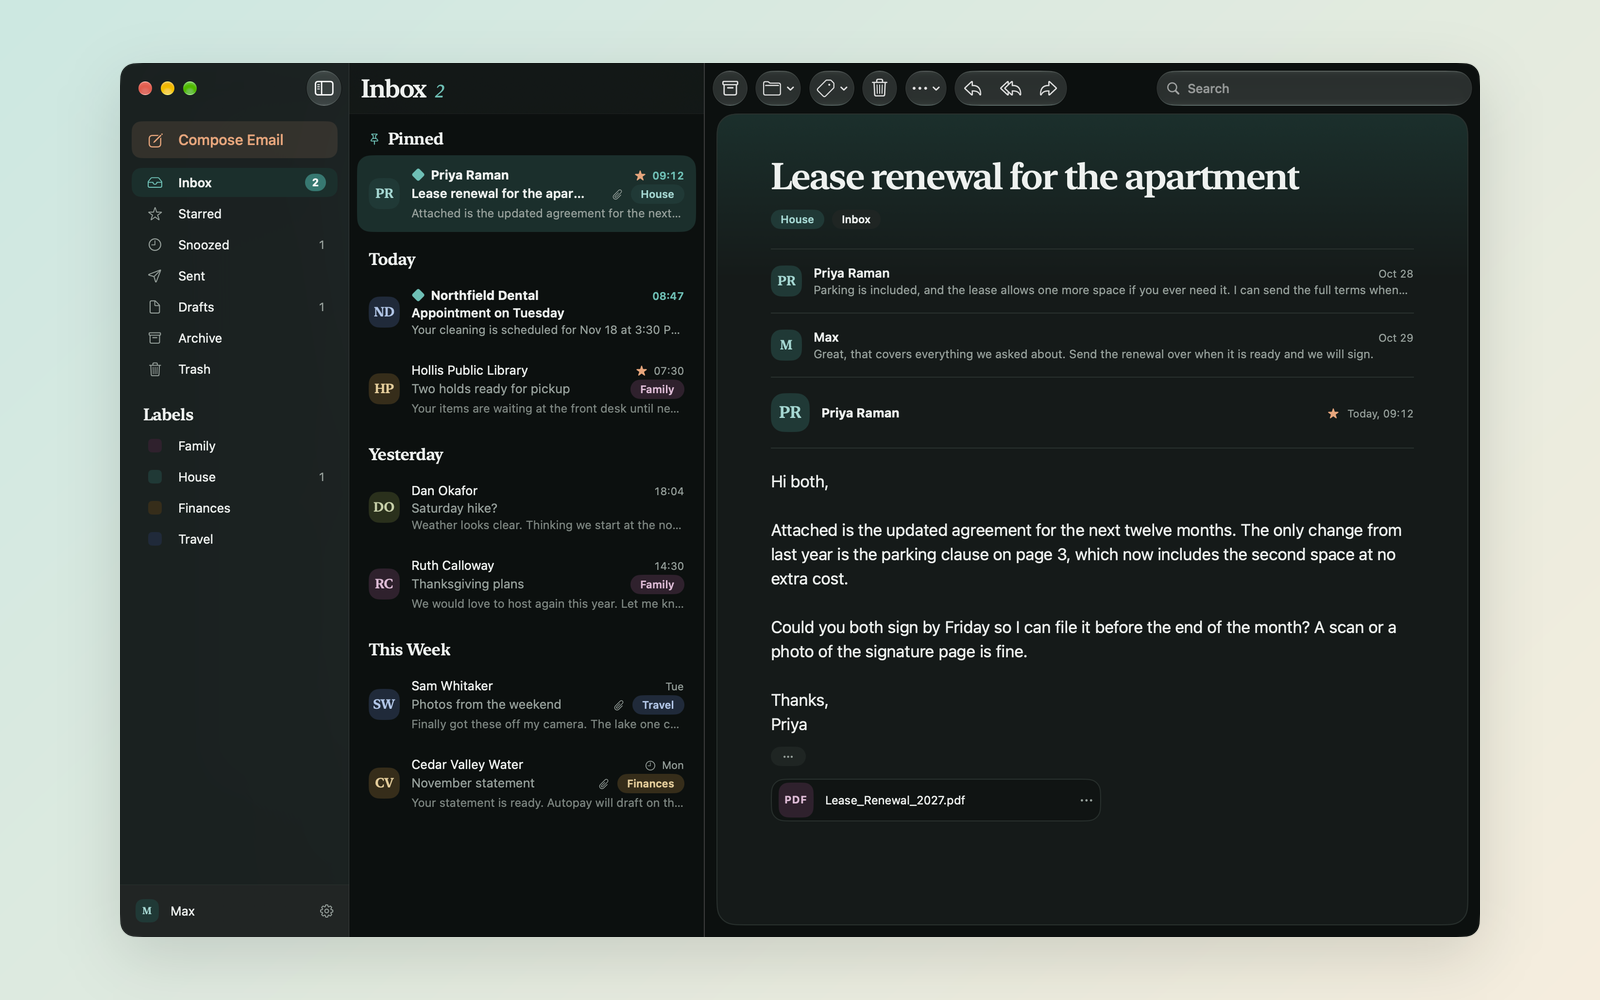 Compose Email
Inbox 2
Starred
Snoozed 1
Sent
Drafts 1
Archive
Trash
Labels
Family
House 1
Finances
Travel
M Max
Inbox 2
Pinned
PR
Priya Raman 09:12
Lease renewal for the apar... House
Attached is the updated agreement for the next...
Today
ND
Northfield Dental 08:47
Appointment on Tuesday
Your cleaning is scheduled for Nov 18 at 3:30 P...
HP
Hollis Public Library 07:30
Two holds ready for pickup Family
Your items are waiting at the front desk until ne...
Yesterday
DO
Dan Okafor 18:04
Saturday hike?
Weather looks clear. Thinking we start at the no...
RC
Ruth Calloway 14:30
Thanksgiving plans Family
We would love to host again this year. Let me kn...
This Week
SW
Sam Whitaker Tue
Photos from the weekend Travel
Finally got these off my camera. The lake one c...
CV
Cedar Valley Water Mon
November statement Finances
Your statement is ready. Autopay will draft on th...
Search
Lease renewal for the apartment
House Inbox
PR
Priya Raman Oct 28
Parking is included, and the lease allows one more space if you ever need it. I can send the full terms when...
M
Max Oct 29
Great, that covers everything we asked about. Send the renewal over when it is ready and we will sign.
PR Priya Raman Today, 09:12
Hi both,
Attached is the updated agreement for the next twelve months. The only change from
last year is the parking clause on page 3, which now includes the second space at no
extra cost.
Could you both sign by Friday so I can file it before the end of the month? A scan or a
photo of the signature page is fine.
Thanks,
Priya
PDF Lease_Renewal_2027.pdf